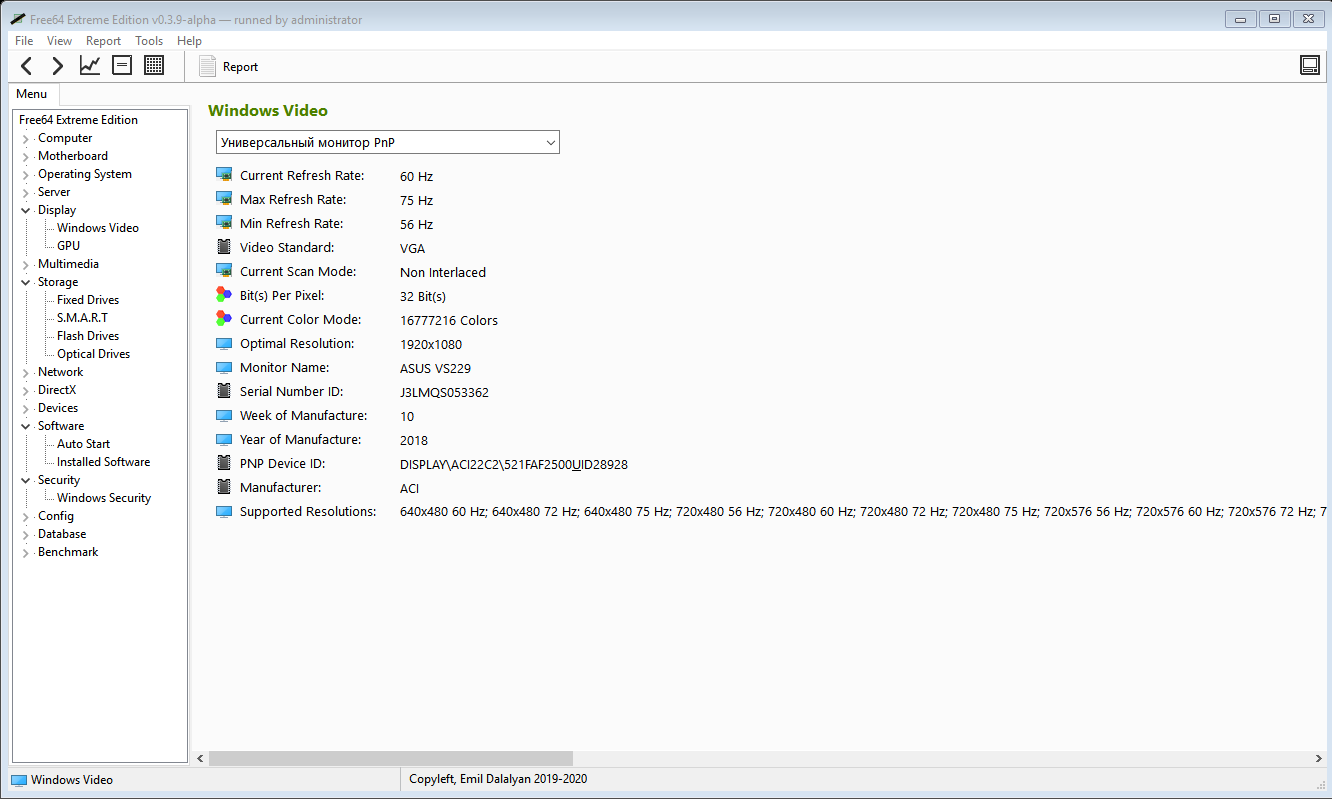 Free64 Extreme Edition v0.3.9-alpha — runned by administrator
File View Report Tools Help
Report
Menu
Free64 Extreme Edition
Computer
Motherboard
Operating System
Server
Display
Windows Video
GPU
Multimedia
Storage
Fixed Drives
S.M.A.R.T
Flash Drives
Optical Drives
Network
DirectX
Devices
Software
Auto Start
Installed Software
Security
Windows Security
Config
Database
Benchmark
Windows Video
Универсальный монитор PnP
Current Refresh Rate: 60 Hz
Max Refresh Rate: 75 Hz
Min Refresh Rate: 56 Hz
Video Standard: VGA
Current Scan Mode: Non Interlaced
Bit(s) Per Pixel: 32 Bit(s)
Current Color Mode: 16777216 Colors
Optimal Resolution: 1920x1080
Monitor Name: ASUS VS229
Serial Number ID: J3LMQS053362
Week of Manufacture: 10
Year of Manufacture: 2018
PNP Device ID: DISPLAY\ACI22C2\521FAF2500UID28928
Manufacturer: ACI
Supported Resolutions: 640x480 60 Hz; 640x480 72 Hz; 640x480 75 Hz; 720x480 56 Hz; 720x480 60 Hz; 720x480 72 Hz; 720x480 75 Hz; 720x576 56 Hz; 720x576 60 Hz; 720x576 72 Hz; 7
Windows Video
Copyleft, Emil Dalalyan 2019-2020